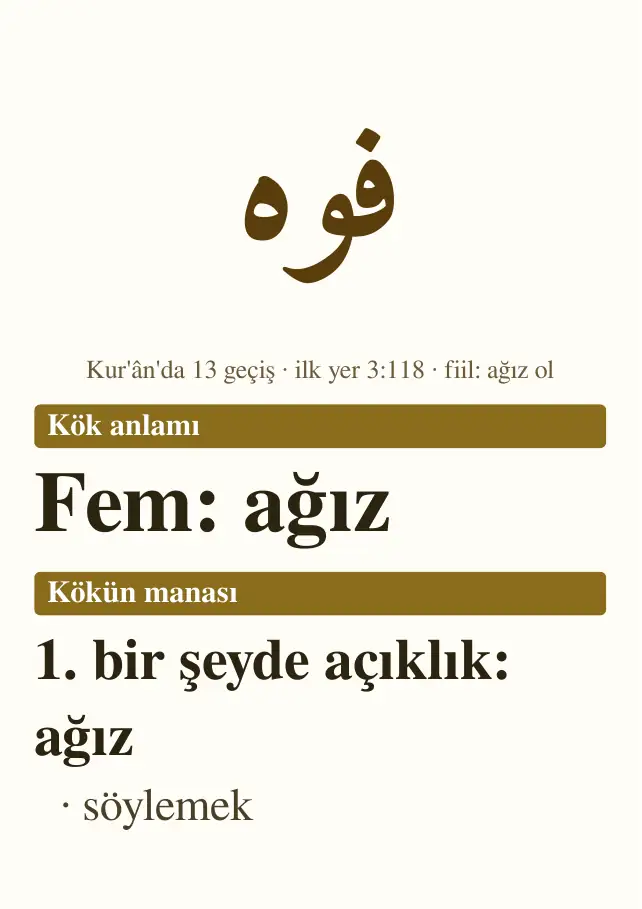 فوه
Kur'ân'da 13 geçiş · ilk yer 3:118 · fiil: ağız ol
Kök anlamı
Fem: ağız
Kökün manası
1. bir şeyde açıklık:
ağız
· söylemek